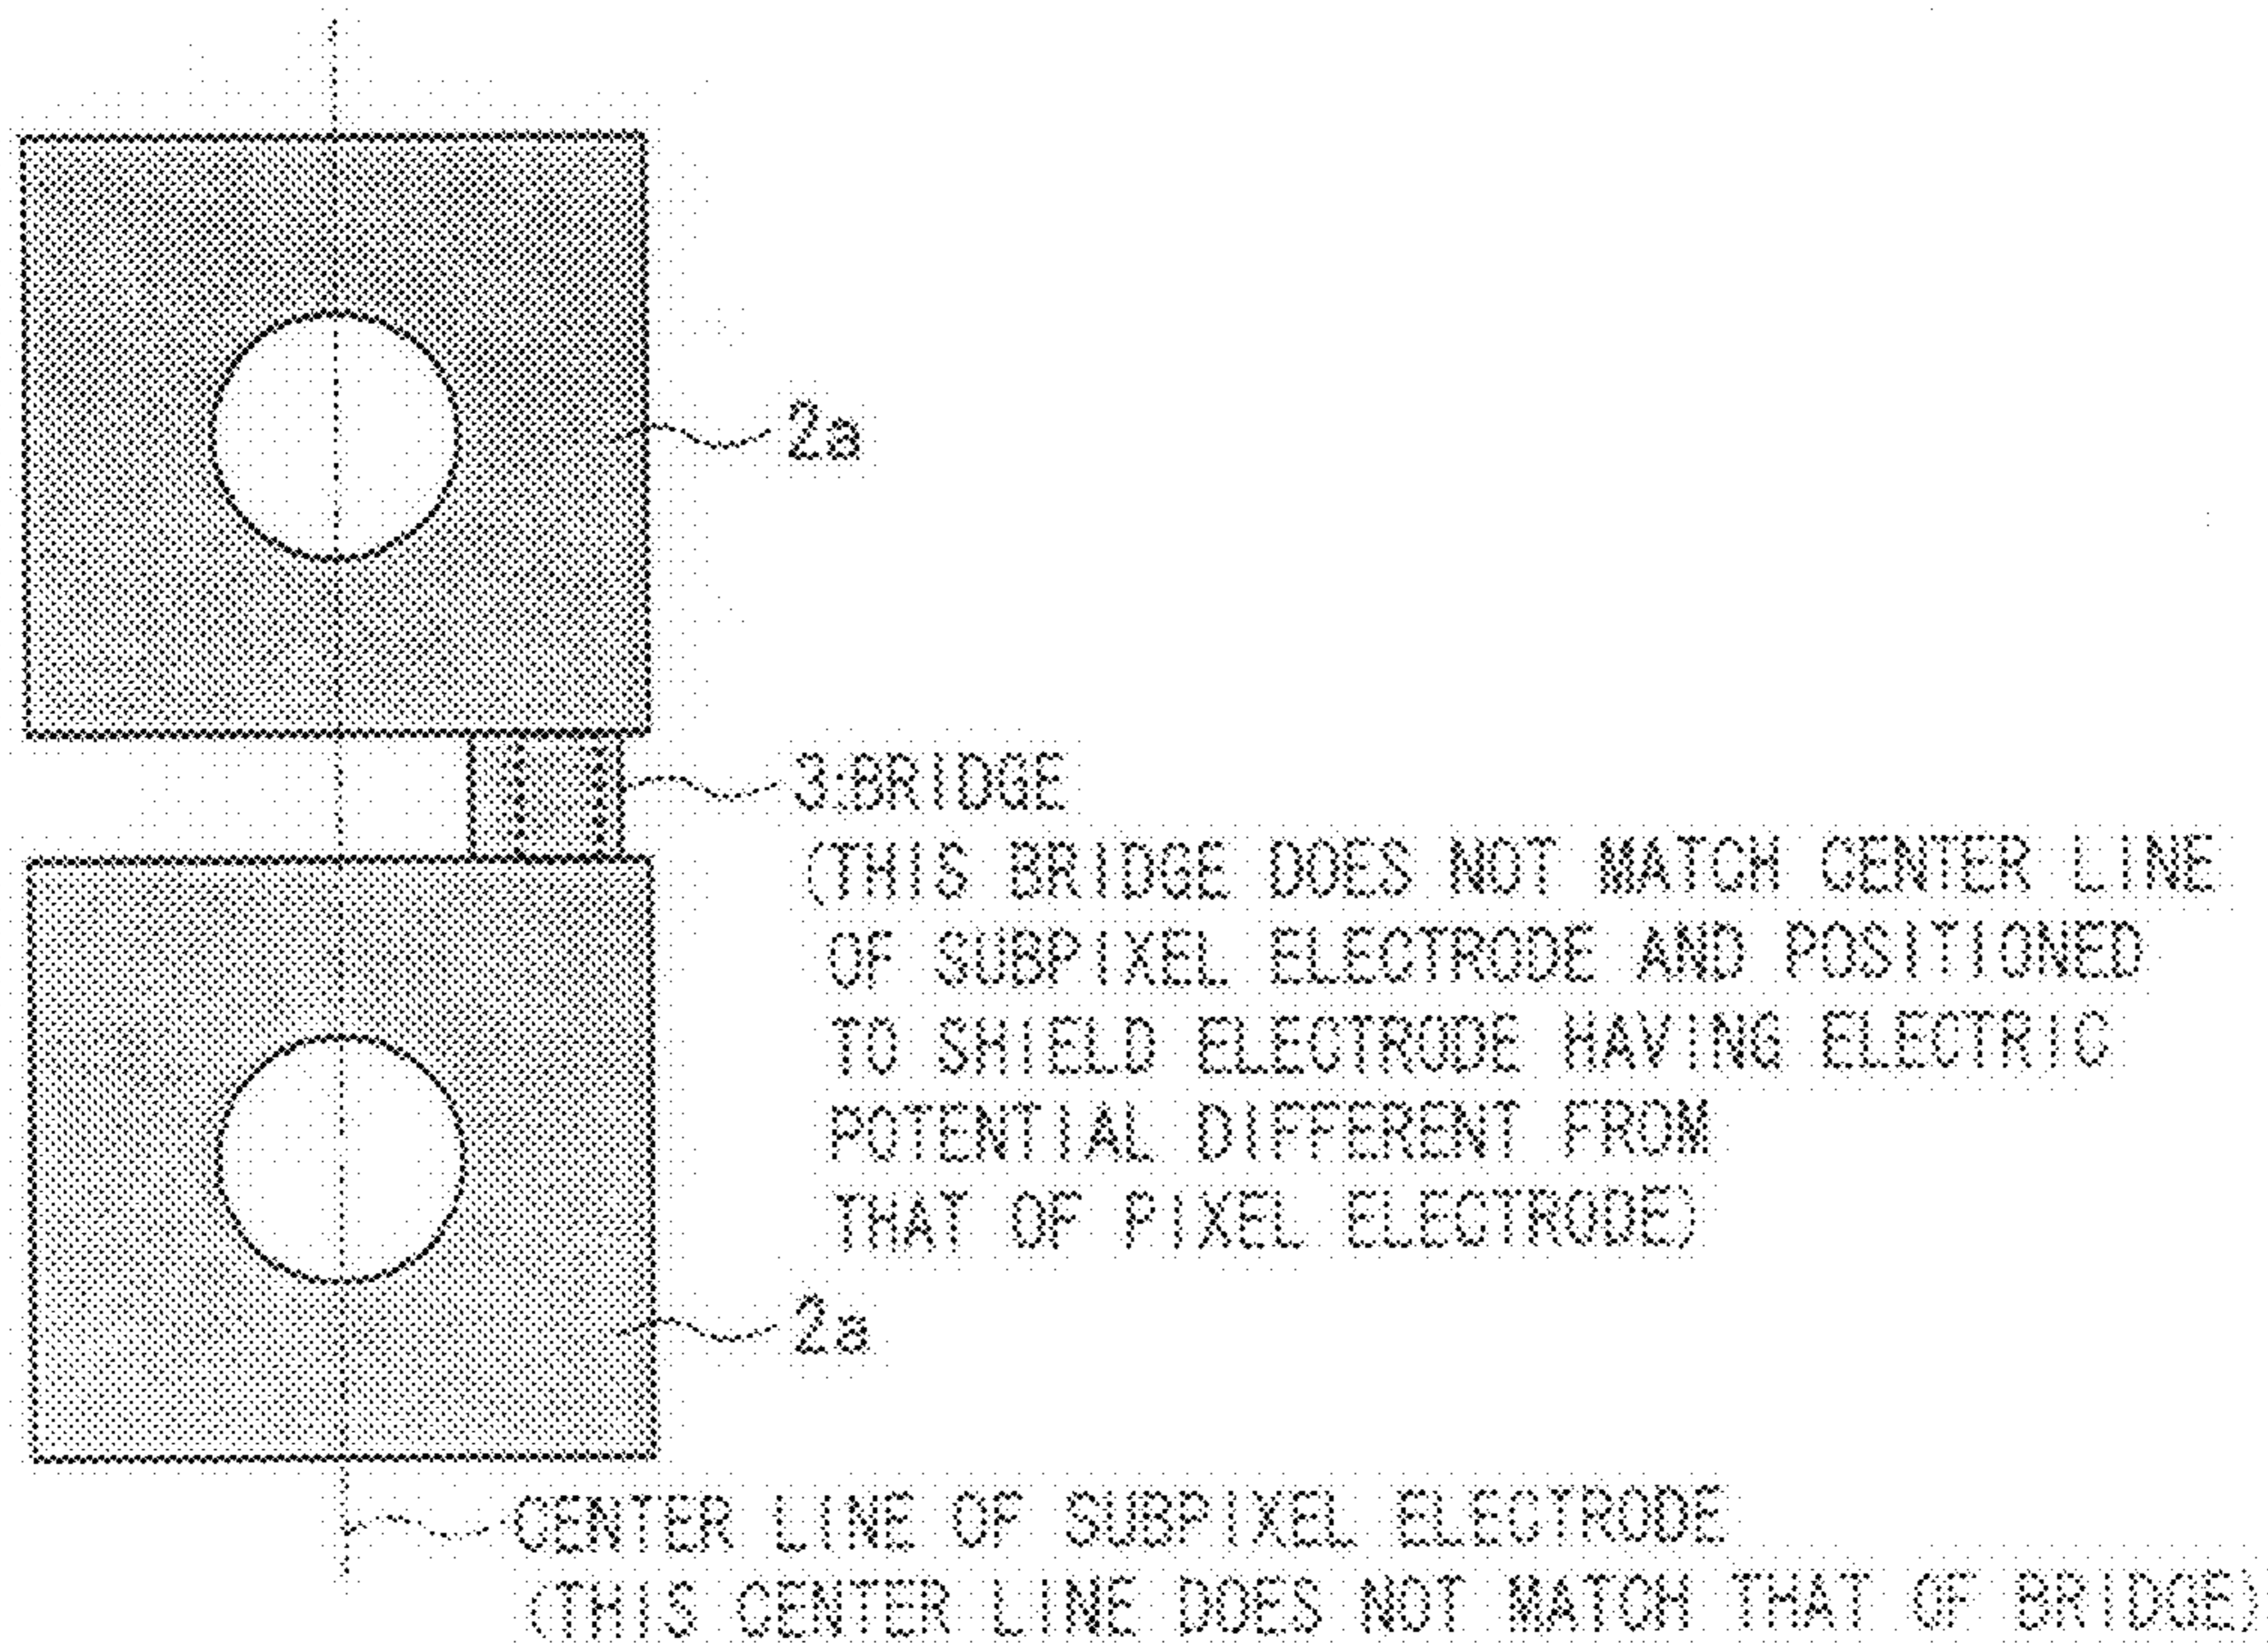 2a
3:BRIDGE
(THIS BRIDGE DOES NOT MATCH CENTER LINE
OF SUBPIXEL ELECTRODE AND POSITIONED
TO SHIELD ELECTRODE HAVING ELECTRIC
POTENTIAL DIFFERENT FROM
THAT OF PIXEL ELECTRODE)
2a
CENTER LINE OF SUBPIXEL ELECTRODE
(THIS CENTER LINE DOES NOT MATCH THAT OF BRIDGE)